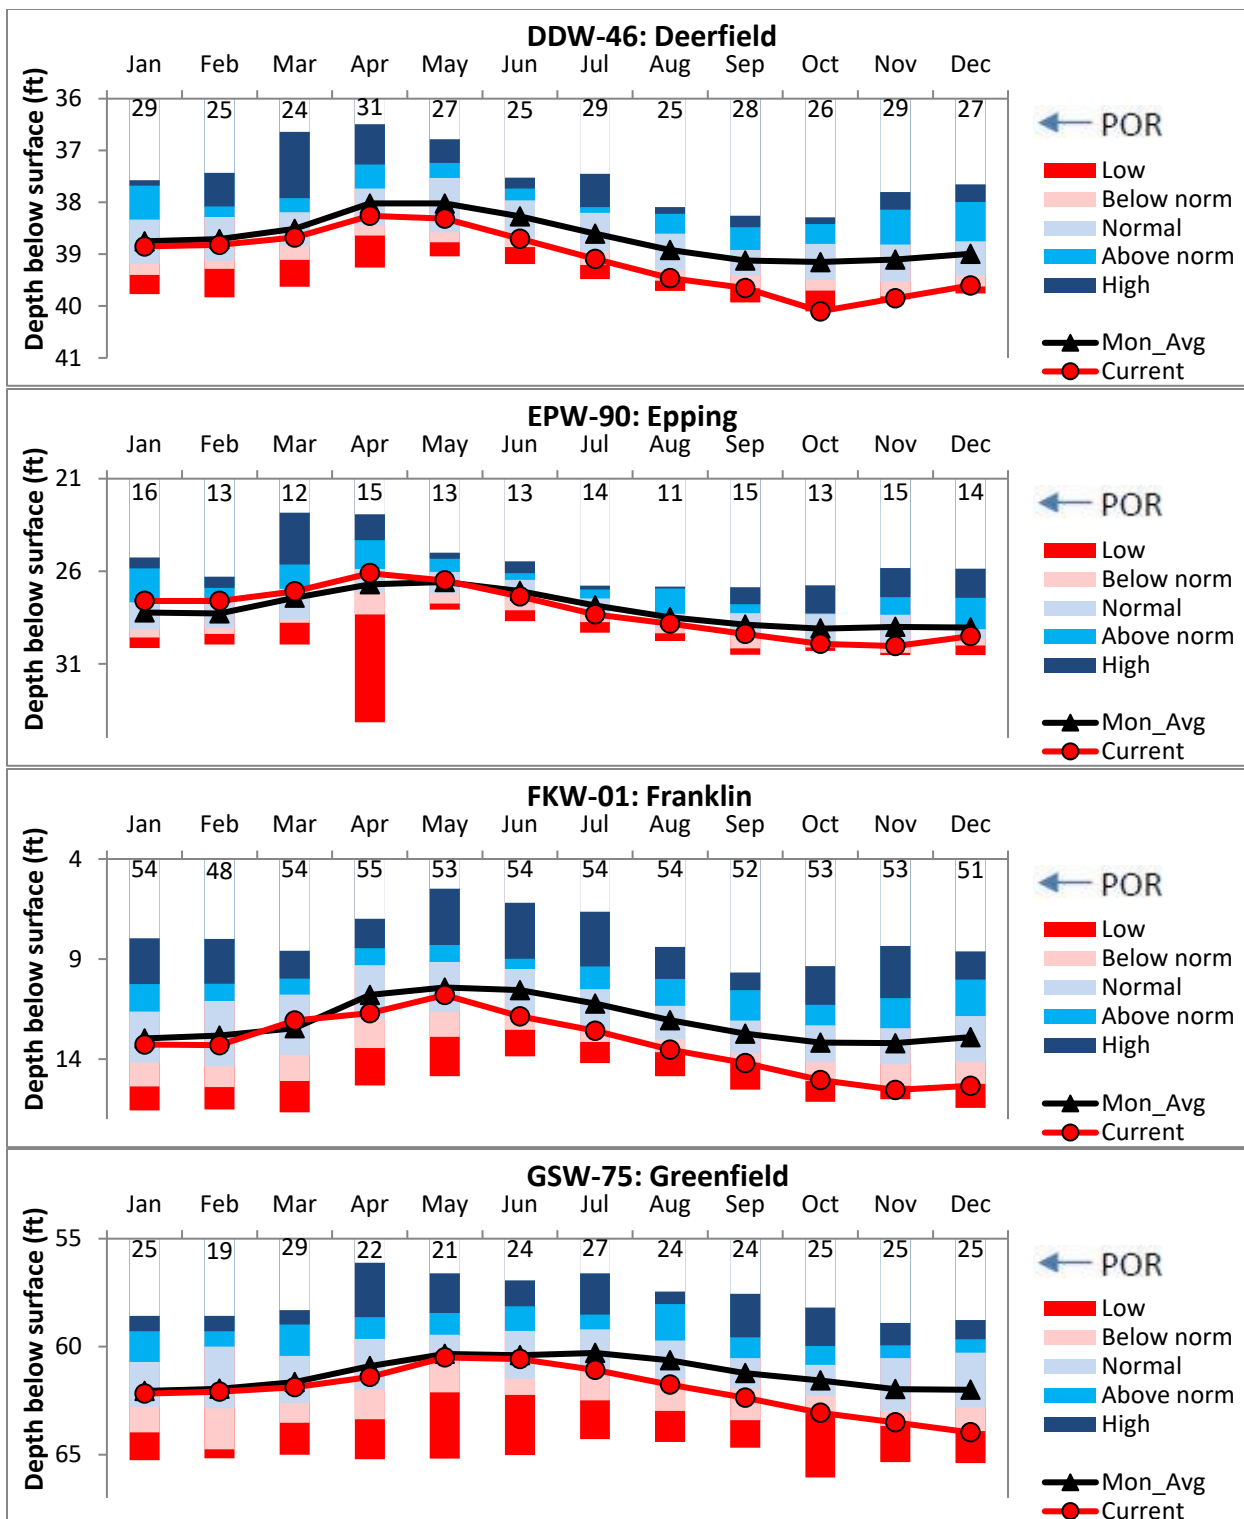 DDW-46: Deerfield
Jan Feb Mar Apr May Jun Jul Aug Sep Oct Nov Dec
Depth below surface (ft)
36
37
38
39
40
41
29 25 24 31 27 25 29 25 28 26 29 27
POR
Low
Below norm
Normal
Above norm
High
Mon_Avg
Current
EPW-90: Epping
Jan Feb Mar Apr May Jun Jul Aug Sep Oct Nov Dec
Depth below surface (ft)
21
26
31
16 13 12 15 13 13 14 11 15 13 15 14
POR
Low
Below norm
Normal
Above norm
High
Mon_Avg
Current
FKW-01: Franklin
Jan Feb Mar Apr May Jun Jul Aug Sep Oct Nov Dec
Depth below surface (ft)
4
9
14
54 48 54 55 53 54 54 54 52 53 53 51
POR
Low
Below norm
Normal
Above norm
High
Mon_Avg
Current
GSW-75: Greenfield
Jan Feb Mar Apr May Jun Jul Aug Sep Oct Nov Dec
Depth below surface (ft)
55
60
65
25 19 29 22 21 24 27 24 24 25 25 25
POR
Low
Below norm
Normal
Above norm
High
Mon_Avg
Current